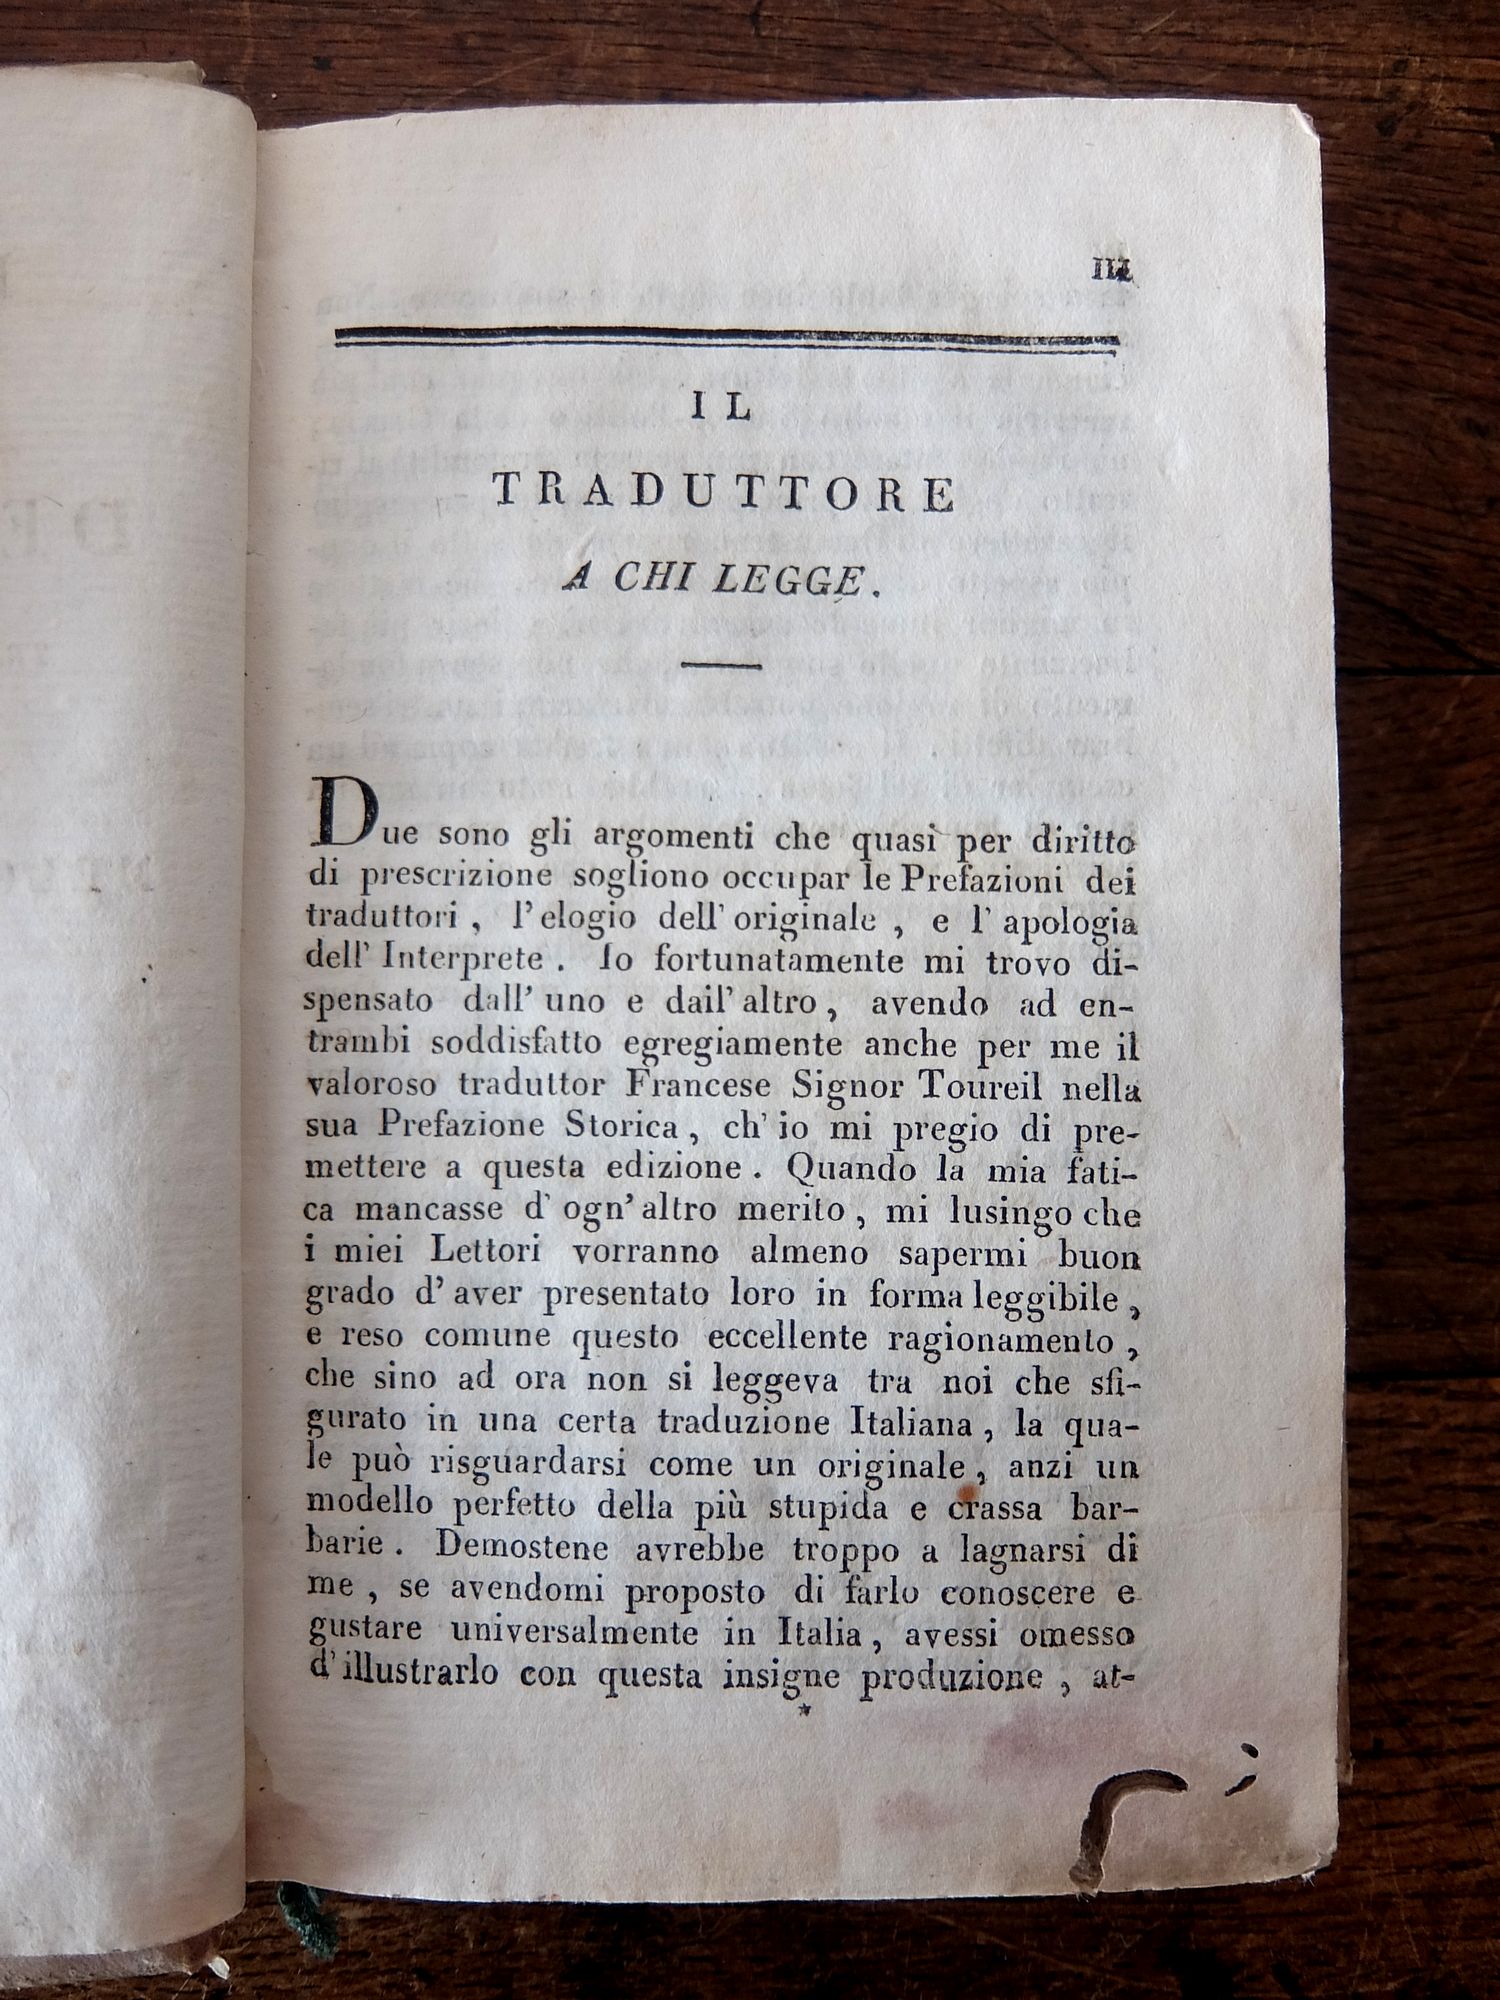 III
IL
TRADUTTORE
A CHI LEGGE.
Due sono gli argomenti che quasi per diritto
di prescrizione sogliono occupar le Prefazioni dei
traduttori, l'elogio dell'originale, e l'apologia
dell'Interprete. Io fortunatamente mi trovo di-
spensato dall'uno e dall'altro, avendo ad en-
trambi soddisfatto egregiamente anche per me il
valoroso traduttor Francese Signor Toureil nella
sua Prefazione Storica, ch'io mi pregio di pre-
mettere a questa edizione. Quando la mia fati-
ca mancasse d'ogn'altro merito, mi lusingo che
i miei Lettori vorranno almeno sapermi buon
grado d'aver presentato loro in forma leggibile,
e reso comune questo eccellente ragionamento,
che sino ad ora non si leggeva tra noi che sfi-
gurato in una certa traduzione Italiana, la qua-
le può risguardarsi come un originale, anzi un
modello perfetto della più stupida e crassa bar-
barie. Demostene avrebbe troppo a lagnarsi di
me, se avendomi proposto di farlo conoscere e
gustare universalmente in Italia, avessi omesso
d'illustrarlo con questa insigne produzione, at-
*